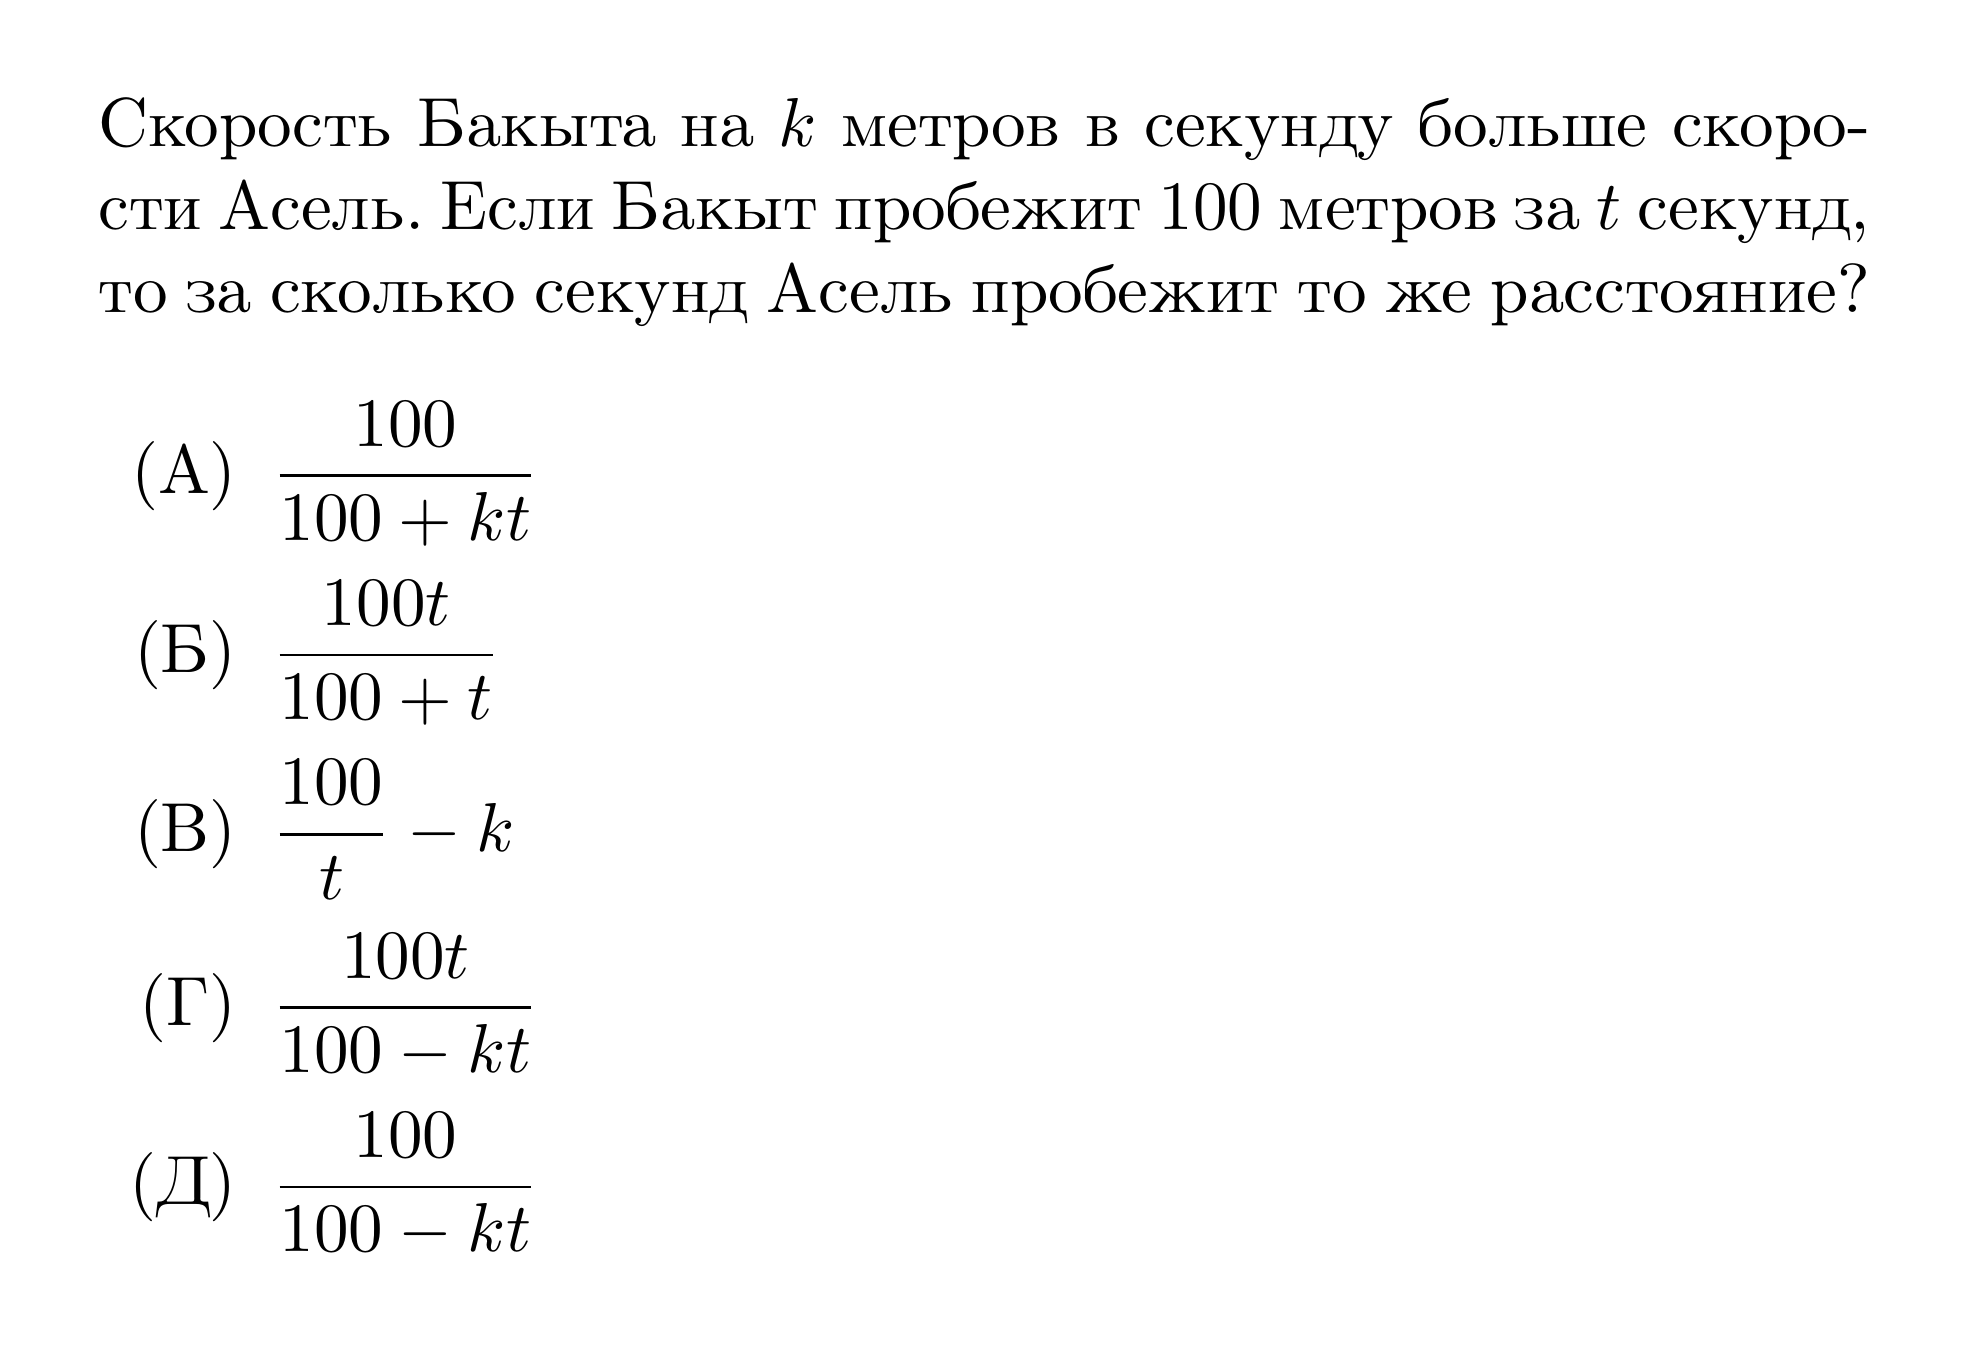 Скорость Бакыта на k метров в секунду больше скоро-
сти Асель. Если Бакыт пробежит 100 метров за t секунд,
то за сколько секунд Асель пробежит то же расстояние?
(А) \frac{100}{100 + kt}
(Б) \frac{100t}{100 + t}
(В) \frac{100}{t} − k
(Г) \frac{100t}{100 − kt}
(Д) \frac{100}{100 − kt}